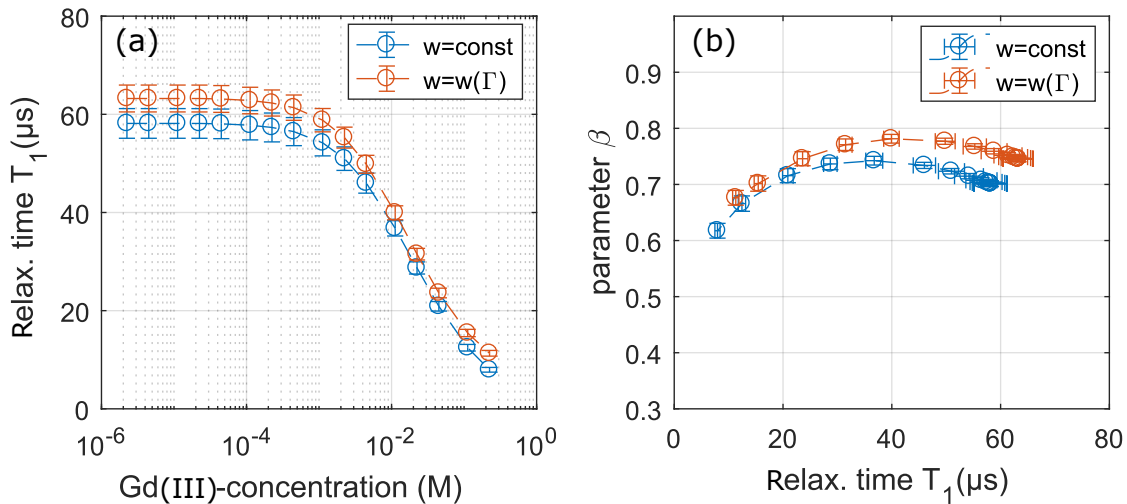 (a)
w=const
w=w(Γ)
Relax. time T₁(μs)
80
60
40
20
0
10⁻⁶
10⁻⁴
10⁻²
10⁰
Gd(III)-concentration (M)
(b)
w=const
w=w(Γ)
parameter β
0.9
0.8
0.7
0.6
0.5
0.4
0.3
0
20
40
60
80
Relax. time T₁(μs)